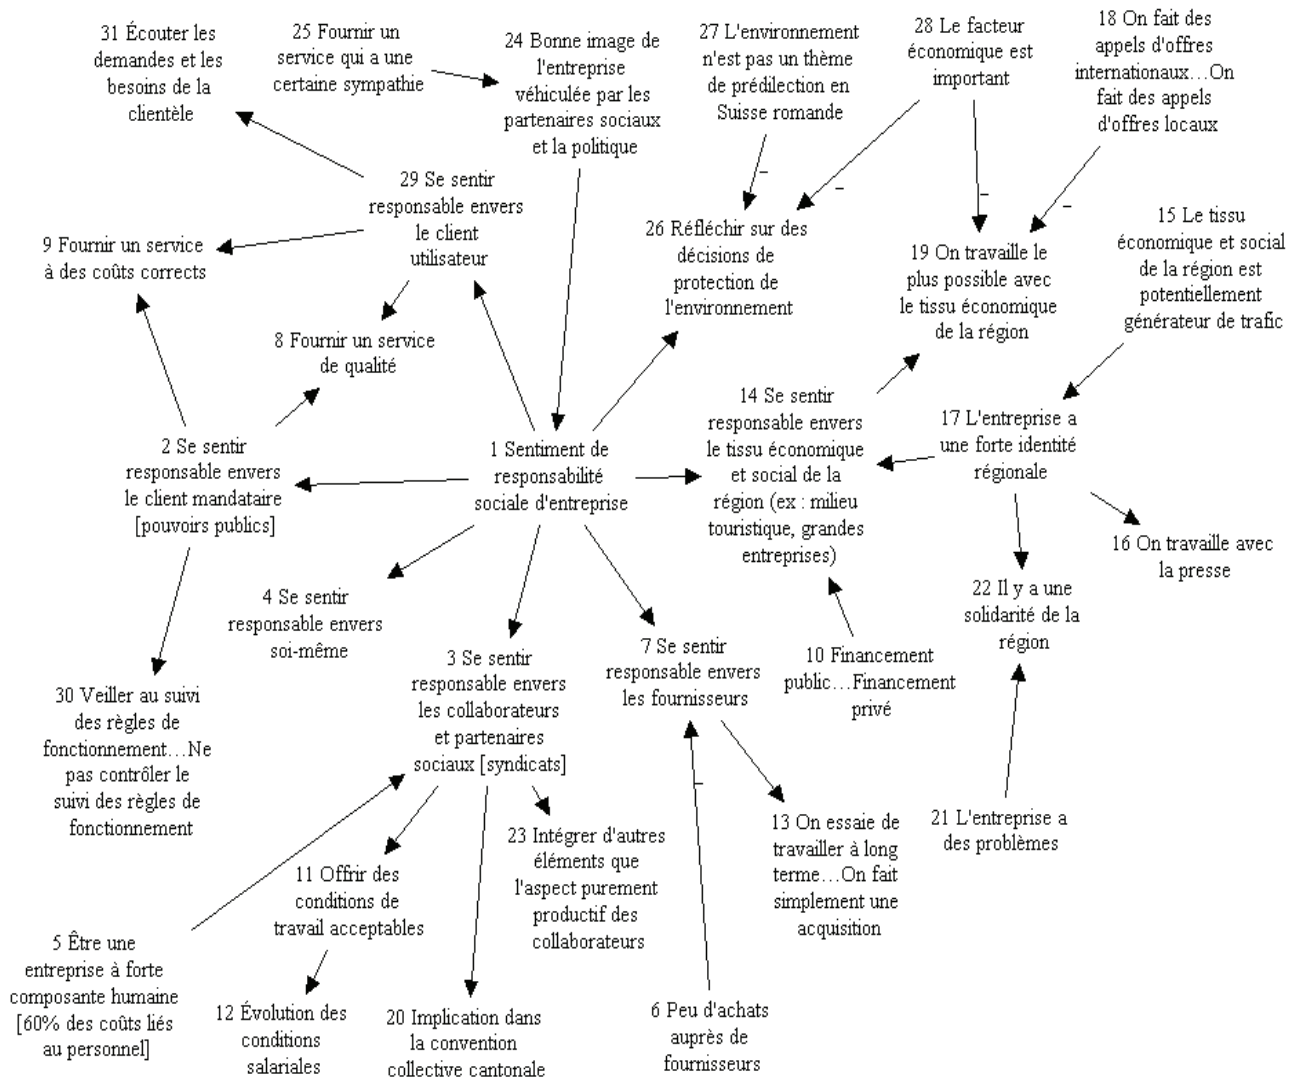 31 Écouter les
demandes et les
besoins de la
clientèle
25 Fournir un
service qui a une
certaine sympathie
24 Bonne image de
l'entreprise
véhiculée par les
partenaires sociaux
et la politique
27 L'environnement
n'est pas un thème
de prédilection en
Suisse romande
28 Le facteur
économique est
important
18 On fait des
appels d'offres
internationaux…On
fait des appels
d'offres locaux
29 Se sentir
responsable envers
le client
utilisateur
9 Fournir un service
à des coûts corrects
26 Réfléchir sur des
décisions de
protection de
l'environnement
19 On travaille le
plus possible avec
le tissu économique
de la région
15 Le tissu
économique et social
de la région est
potentiellement
générateur de trafic
8 Fournir un service
de qualité
2 Se sentir
responsable envers
le client mandataire
[pouvoirs publics]
1 Sentiment de
responsabilité
sociale d'entreprise
14 Se sentir
responsable envers
le tissu économique
et social de la
région (ex : milieu
touristique, grandes
entreprises)
17 L'entreprise a
une forte identité
régionale
16 On travaille avec
la presse
4 Se sentir
responsable envers
soi-même
22 Il y a une
solidarité de la
région
3 Se sentir
responsable envers
les collaborateurs
et partenaires
sociaux [syndicats]
7 Se sentir
responsable envers
les fournisseurs
10 Financement
public…Financement
privé
30 Veiller au suivi
des règles de
fonctionnement…Ne
pas contrôler le
suivi des règles de
fonctionnement
23 Intégrer d'autres
éléments que
l'aspect purement
productif des
collaborateurs
13 On essaie de
travailler à long
terme…On fait
simplement une
acquisition
21 L'entreprise a
des problèmes
11 Offrir des
conditions de
travail acceptables
5 Être une
entreprise à forte
composante humaine
[60% des coûts liés
au personnel]
12 Évolution des
conditions
salariales
20 Implication dans
la convention
collective cantonale
6 Peu d'achats
auprès de
fournisseurs